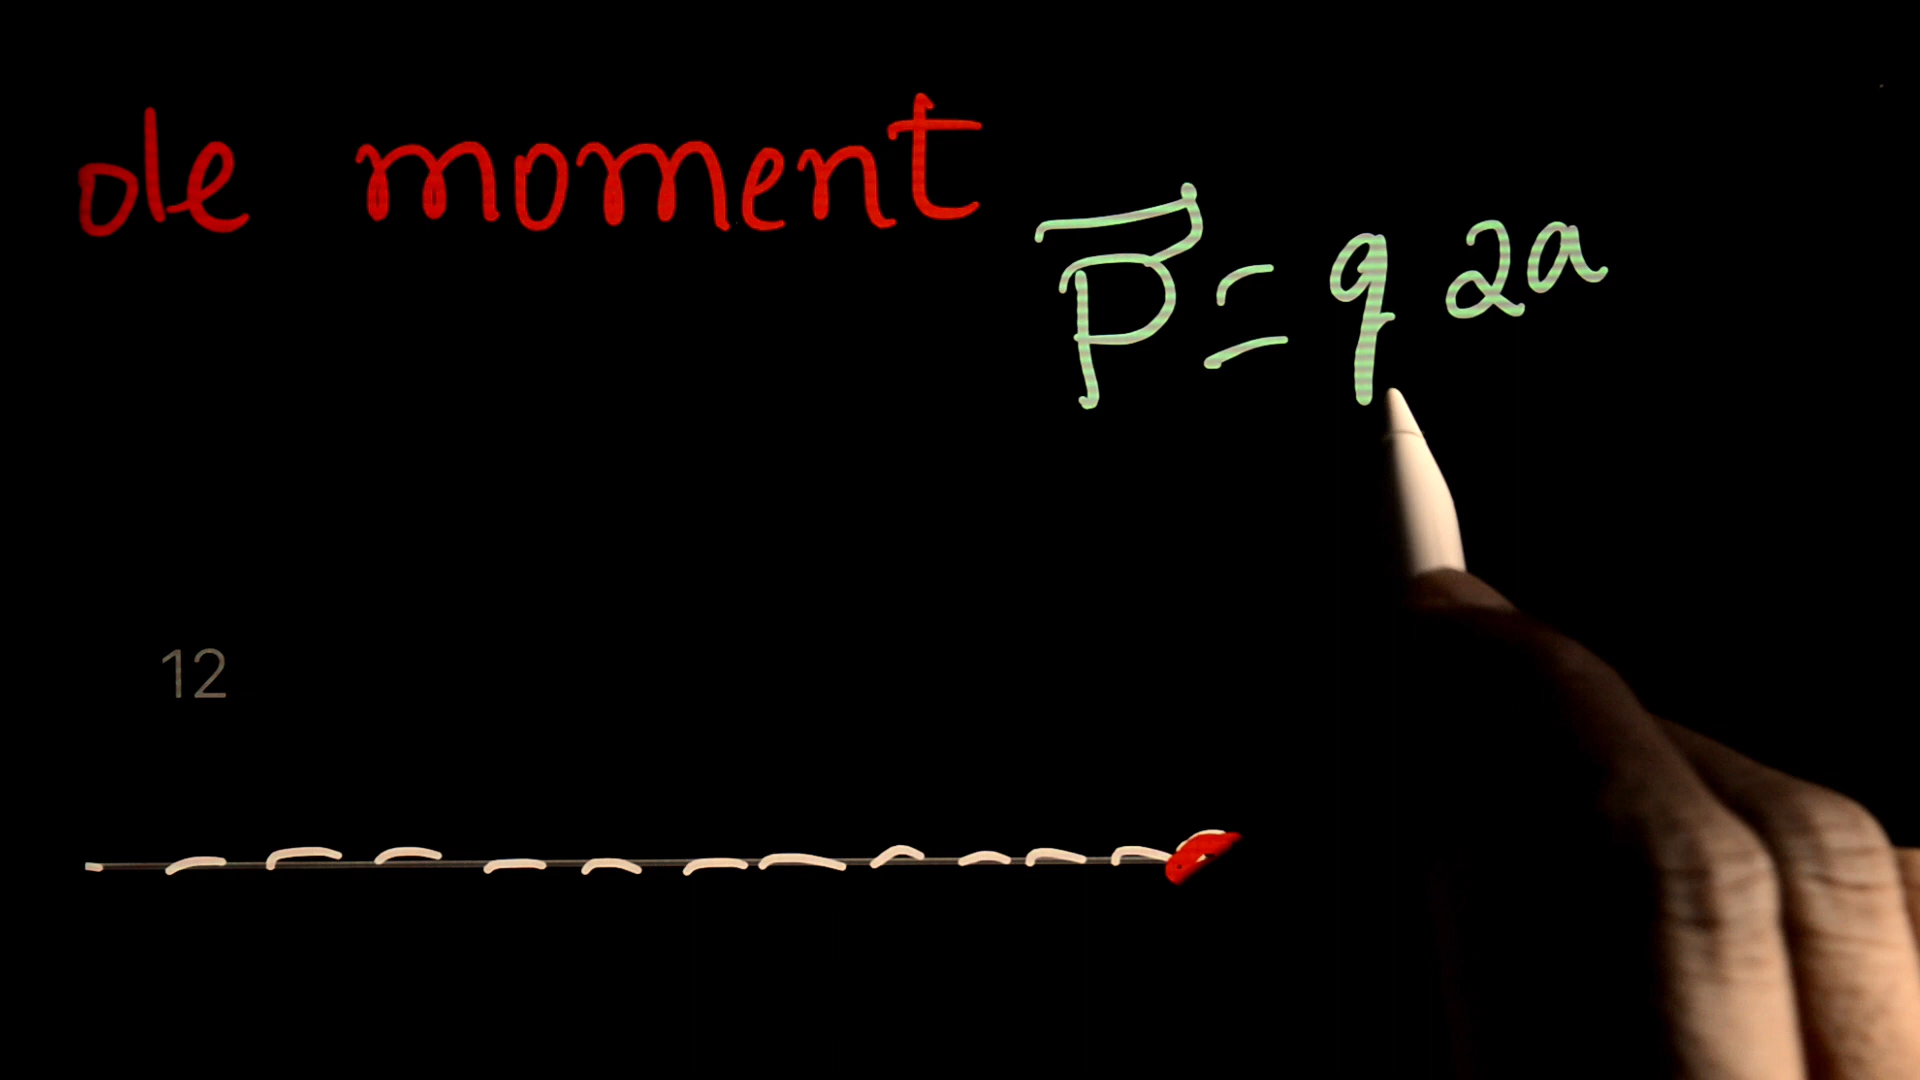 ole moment
P⃗ = q 2a
12